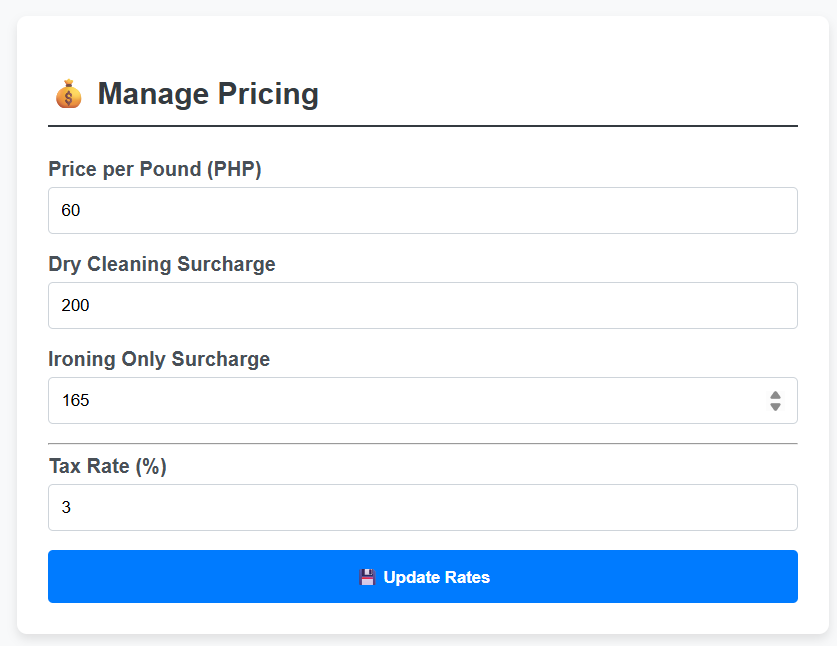 Manage Pricing
Price per Pound (PHP)
60
Dry Cleaning Surcharge
200
Ironing Only Surcharge
165
Tax Rate (%)
3
Update Rates